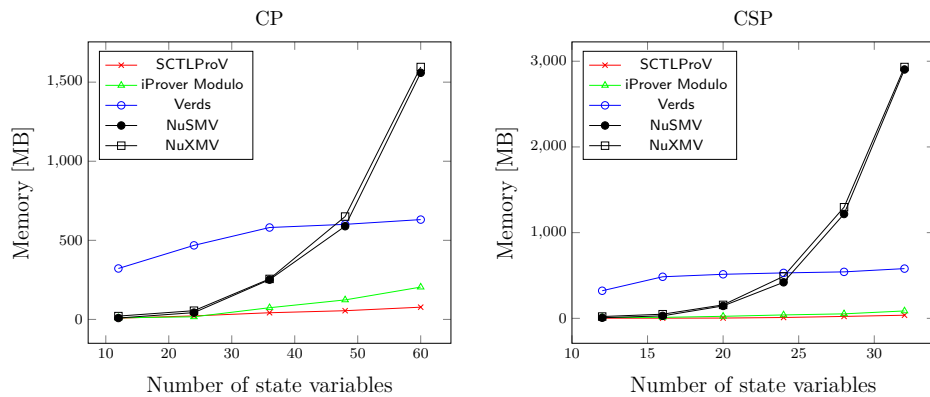 CP
1,500
1,000
500
0
10 20 30 40 50 60
Memory [MB]
Number of state variables
SCTLProV
iProver Modulo
Verds
NuSMV
NuXMV
CSP
3,000
2,000
1,000
0
10 15 20 25 30
Memory [MB]
Number of state variables
SCTLProV
iProver Modulo
Verds
NuSMV
NuXMV